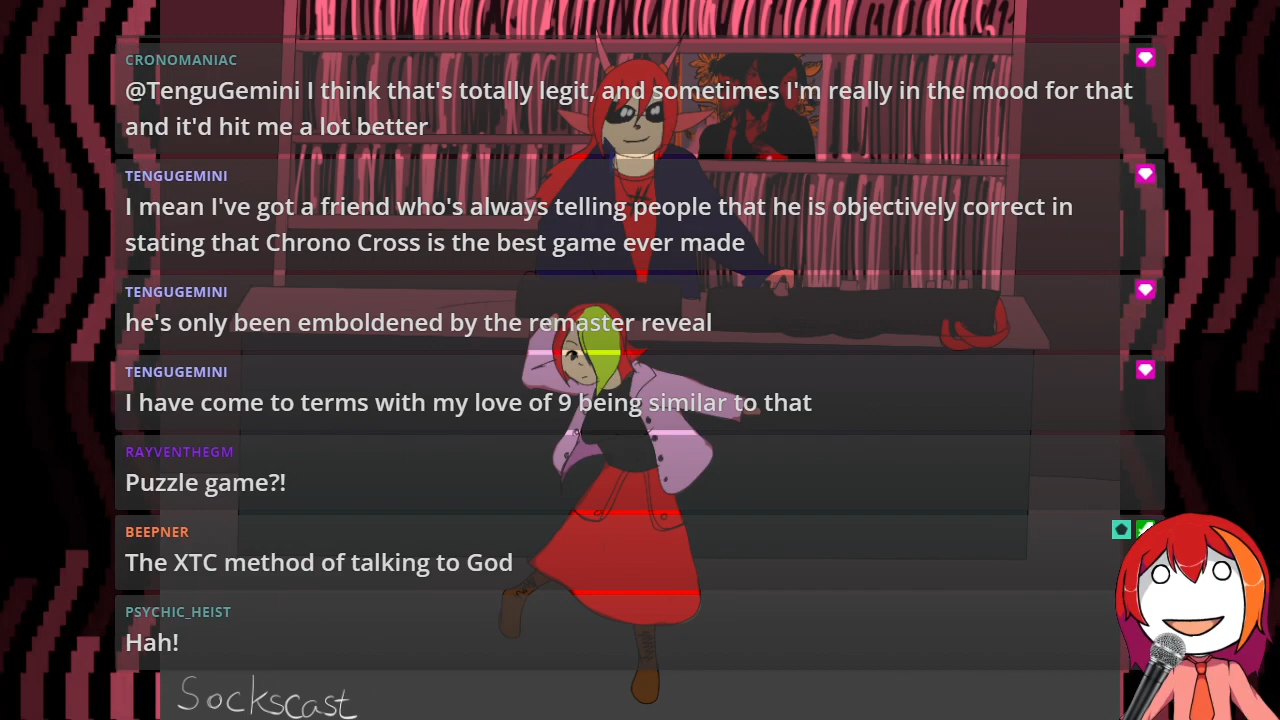 CRONOMANIAC
@TenguGemini I think that's totally legit, and sometimes I'm really in the mood for that
and it'd hit me a lot better
TENGUGEMINI
I mean I've got a friend who's always telling people that he is objectively correct in
stating that Chrono Cross is the best game ever made
TENGUGEMINI
he's only been emboldened by the remaster reveal
TENGUGEMINI
I have come to terms with my love of 9 being similar to that
RAYVENTHEGM
Puzzle game?!
BEEPNER
The XTC method of talking to God
PSYCHIC_HEIST
Hah!
Sockscast